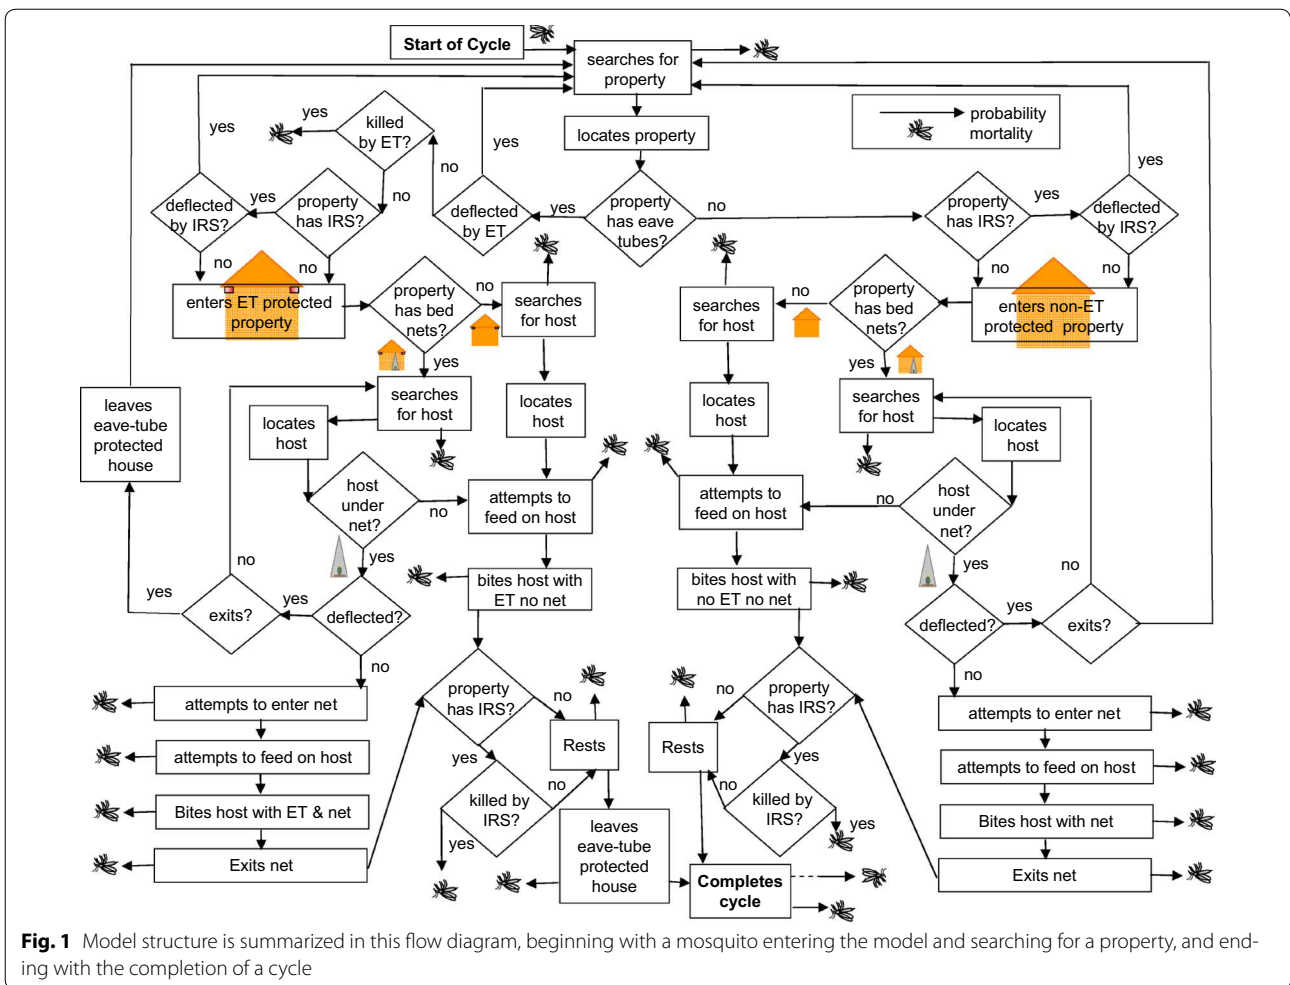 Start of Cycle
searches for
property
probability
mortality
locates property
yes
killed
by ET?
no
yes
yes
deflected
by IRS?
yes
property
has IRS?
no
deflected
by ET
yes
property
has eave
tubes?
no
property
has IRS?
yes
deflected
by IRS?
yes
no
no
no
no
enters ET protected
property
property
has bed
nets?
no
searches
for host
searches
for host
no
property
has bed
nets?
enters non-ET
protected property
yes
yes
leaves
eave-tube
protected
house
locates
host
searches
for host
locates
host
locates
host
searches
for host
locates
host
host
under
net?
no
attempts to
feed on host
attempts to
feed on host
no
host
under
net?
yes
yes
no
no
bites host with
ET no net
bites host with
no ET no net
yes
exits?
yes
deflected?
deflected?
yes
exits?
no
no
attempts to enter net
attempts to feed on host
Bites host with ET & net
Exits net
property
has IRS?
no
yes
Rests
killed by
IRS?
no
yes
leaves
eave-tube
protected
house
property
has IRS?
no
yes
Rests
killed by
IRS?
no
yes
Completes
cycle
attempts to enter net
attempts to feed on host
Bites host with net
Exits net
Fig. 1 Model structure is summarized in this flow diagram, beginning with a mosquito entering the model and searching for a property, and end-
ing with the completion of a cycle